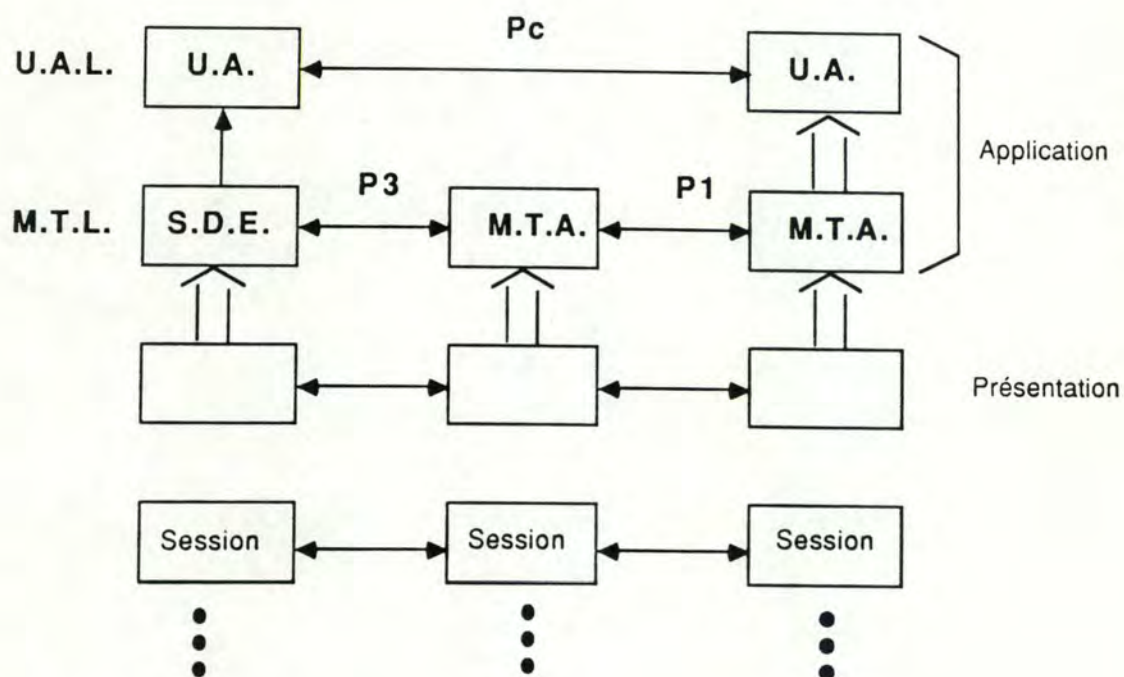 Pc
U.A.L. U.A. U.A.
Application
P3 P1
M.T.L. S.D.E. M.T.A. M.T.A.
Présentation
Session Session Session